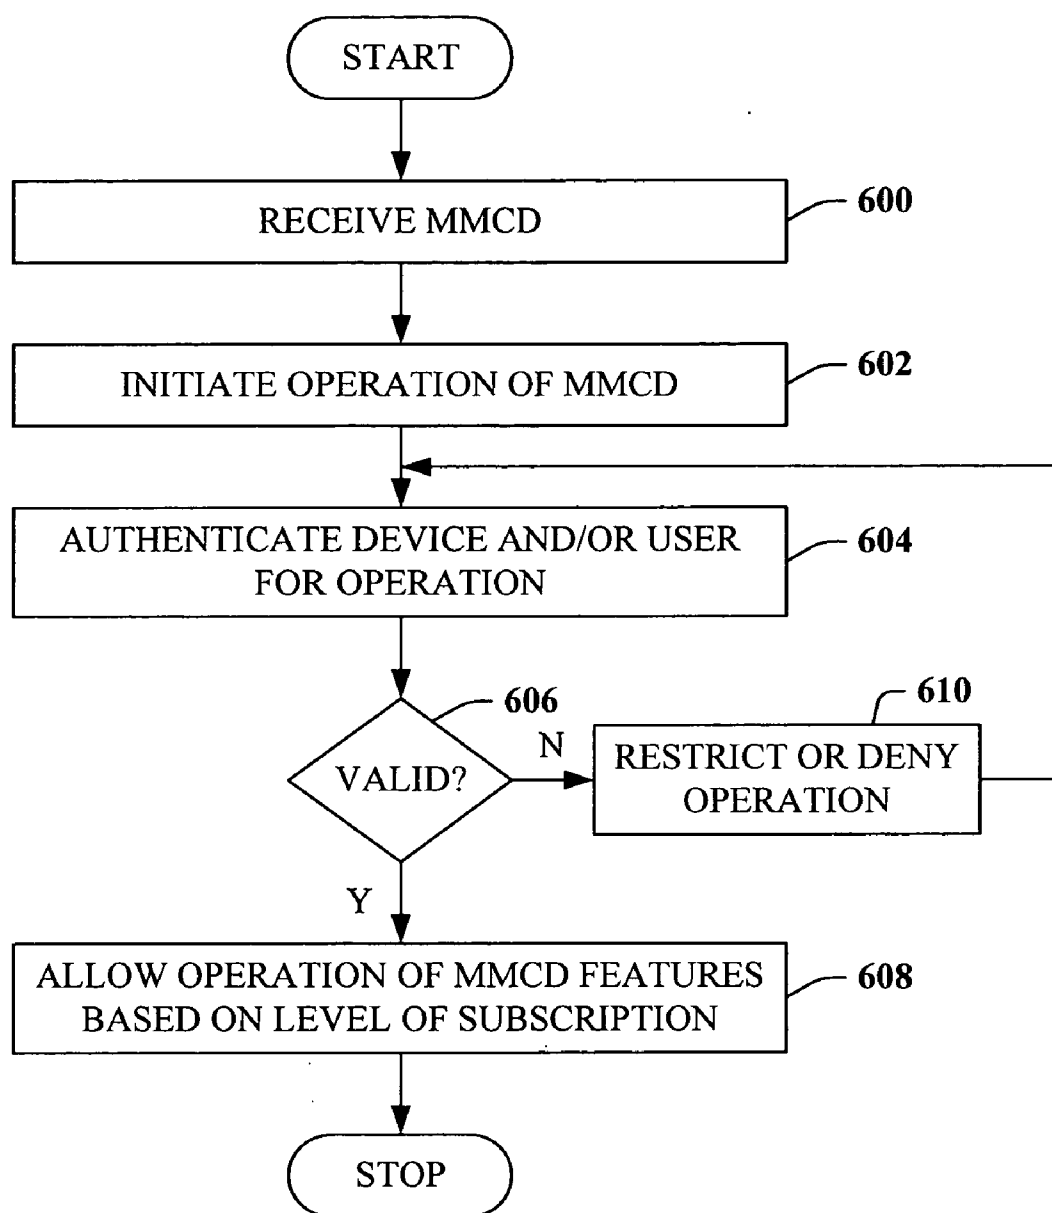 START
RECEIVE MMCD
600
INITIATE OPERATION OF MMCD
602
AUTHENTICATE DEVICE AND/OR USER
FOR OPERATION
604
VALID?
606
N
RESTRICT OR DENY
OPERATION
610
Y
ALLOW OPERATION OF MMCD FEATURES
BASED ON LEVEL OF SUBSCRIPTION
608
STOP